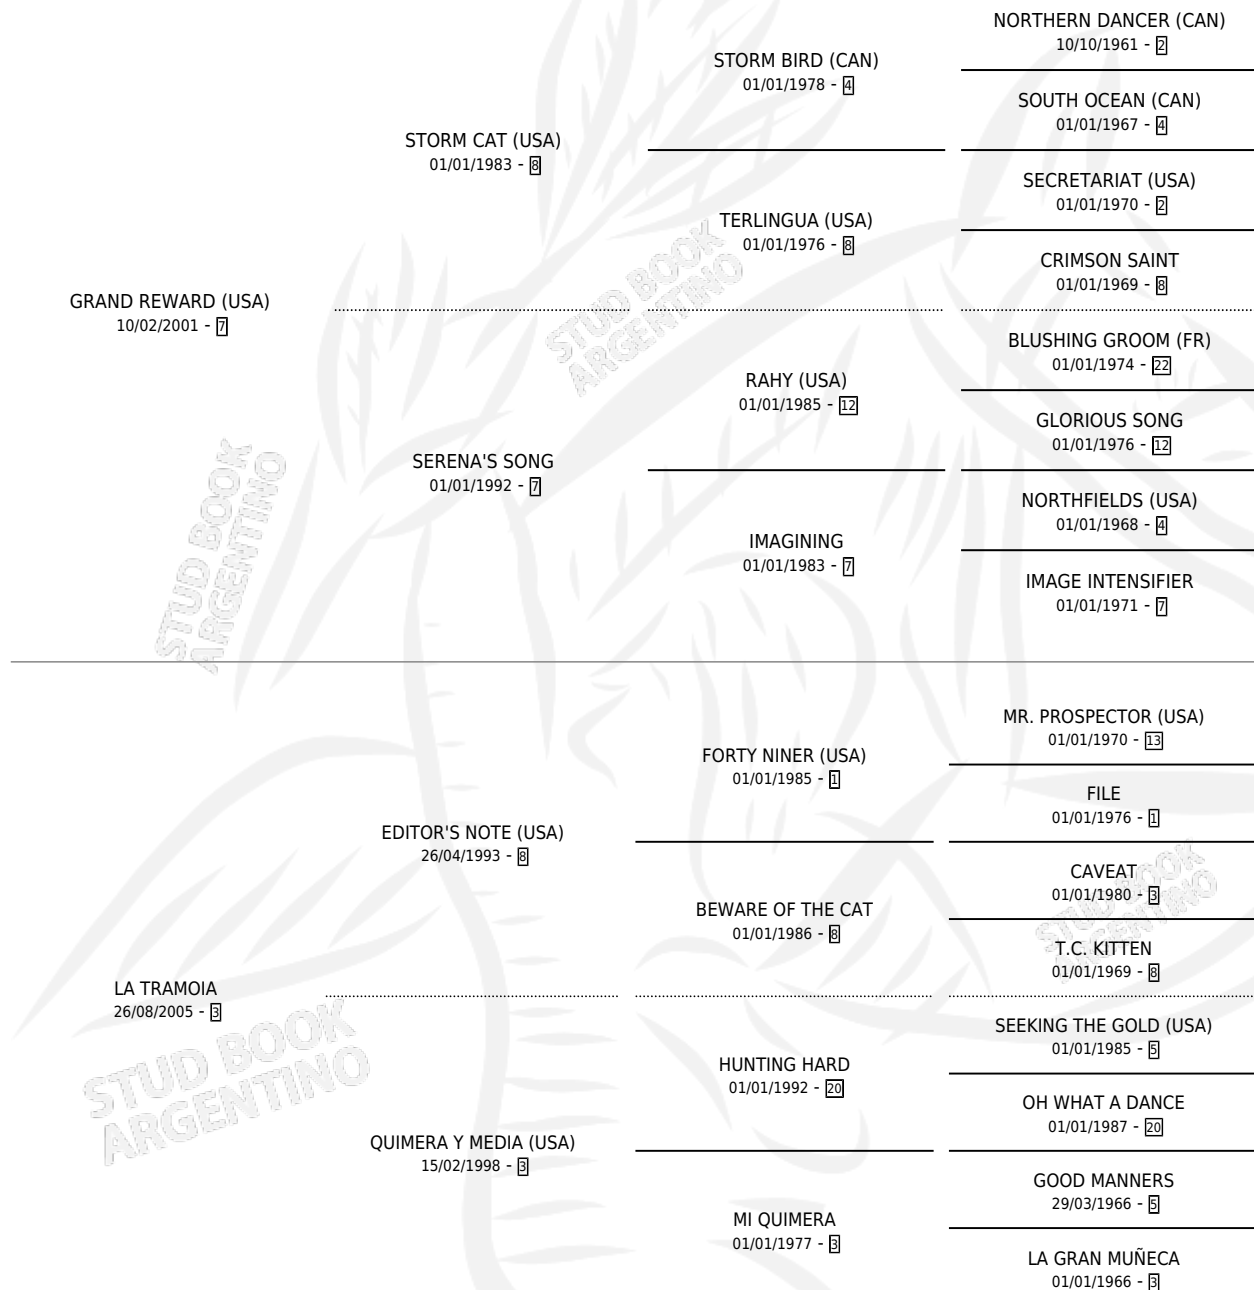 NORTHERN DANCER (CAN)
10/10/1961 - 2
STORM BIRD (CAN)
01/01/1978 - 4
SOUTH OCEAN (CAN)
01/01/1967 - 4
STORM CAT (USA)
01/01/1983 - 8
SECRETARIAT (USA)
01/01/1970 - 2
TERLINGUA (USA)
01/01/1976 - 8
CRIMSON SAINT
01/01/1969 - 8
GRAND REWARD (USA)
10/02/2001 - 7
STUD BOOK
ARGENTINO
BLUSHING GROOM (FR)
01/01/1974 - 22
RAHY (USA)
01/01/1985 - 12
GLORIOUS SONG
01/01/1976 - 12
SERENA'S SONG
01/01/1992 - 7
NORTHFIELDS (USA)
01/01/1968 - 4
IMAGINING
01/01/1983 - 7
IMAGE INTENSIFIER
01/01/1971 - 7
STUD BOOK
ARGENTINO
MR. PROSPECTOR (USA)
01/01/1970 - 13
FORTY NINER (USA)
01/01/1985 - 1
FILE
01/01/1976 - 1
EDITOR'S NOTE (USA)
26/04/1993 - 8
CAVEAT
01/01/1980 - 3
BEWARE OF THE CAT
01/01/1986 - 8
STUD BOOK
ARGENTINO
T.C. KITTEN
01/01/1969 - 8
LA TRAMOIA
26/08/2005 - 3
SEEKING THE GOLD (USA)
01/01/1985 - 5
HUNTING HARD
01/01/1992 - 20
STUD BOOK
ARGENTINO
OH WHAT A DANCE
01/01/1987 - 20
QUIMERA Y MEDIA (USA)
15/02/1998 - 3
GOOD MANNERS
29/03/1966 - 5
MI QUIMERA
01/01/1977 - 3
LA GRAN MUÑECA
01/01/1966 - 3